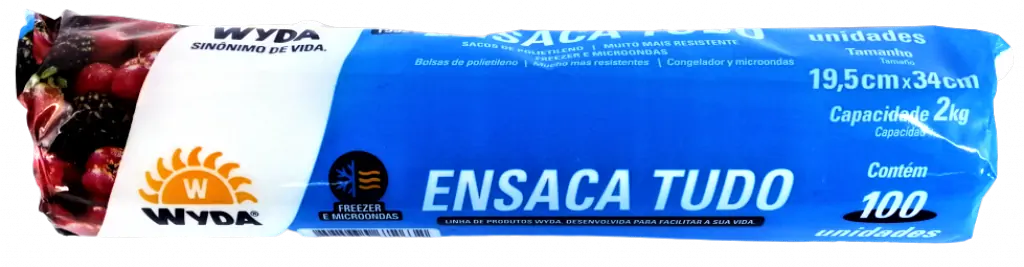 WYDA
SINÔNIMO DE VIDA.
ENSACA TUDO
SACOS DE POLIETILENO | MUITO MAIS RESISTENTE
FREEZER E MICROONDAS
Bolsas de polietileno | Mucho mas resistentes | Congelador y microondas
unidades
Tamanho
Tamaño
19,5cm x 34cm
Capacidade 2kg
Capacidad
W
WYDA®
FREEZER
E MICROONDAS
ENSACA TUDO
LINHA DE PRODUTOS WYDA. DESENVOLVIDA PARA FACILITAR A SUA VIDA.
Contém
100
unidades